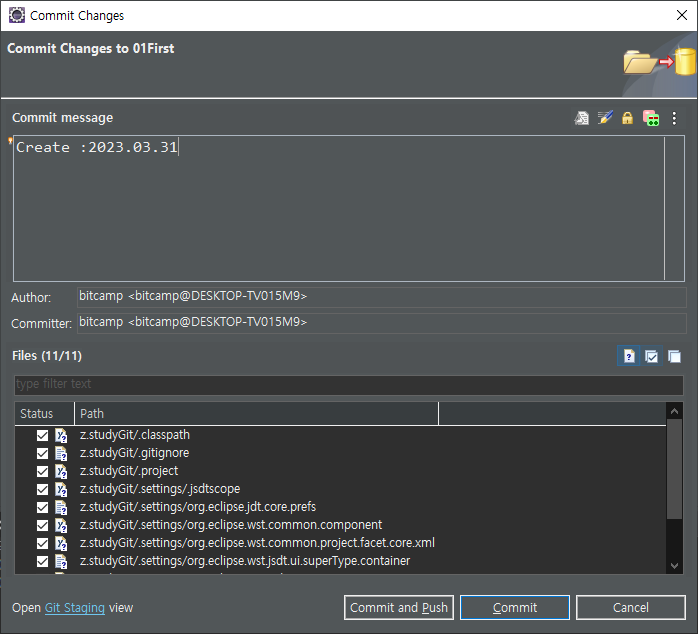 Commit Changes
Commit Changes to 01First
Commit message
Create :2023.03.31
Author: bitcamp <bitcamp@DESKTOP-TV015M9>
Committer: bitcamp <bitcamp@DESKTOP-TV015M9>
Files (11/11)
type filter text
Status Path
z.studyGit/.classpath
z.studyGit/.gitignore
z.studyGit/.project
z.studyGit/.settings/.jsdtscope
z.studyGit/.settings/org.eclipse.jdt.core.prefs
z.studyGit/.settings/org.eclipse.wst.common.component
z.studyGit/.settings/org.eclipse.wst.common.project.facet.core.xml
z.studyGit/.settings/org.eclipse.wst.jsdt.ui.superType.container
Open Git Staging view Commit and Push Commit Cancel